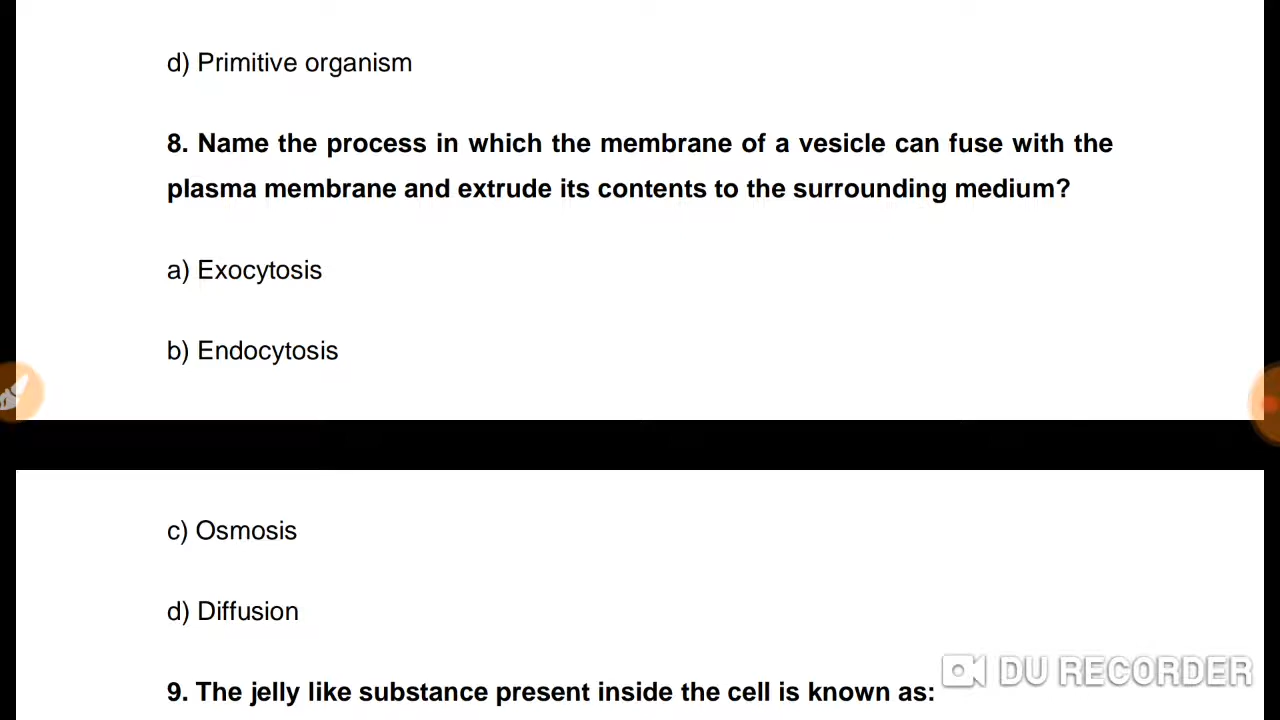 d) Primitive organism
8. Name the process in which the membrane of a vesicle can fuse with the
plasma membrane and extrude its contents to the surrounding medium?
a) Exocytosis
b) Endocytosis
c) Osmosis
d) Diffusion
9. The jelly like substance present inside the cell is known as:
DU RECORDER